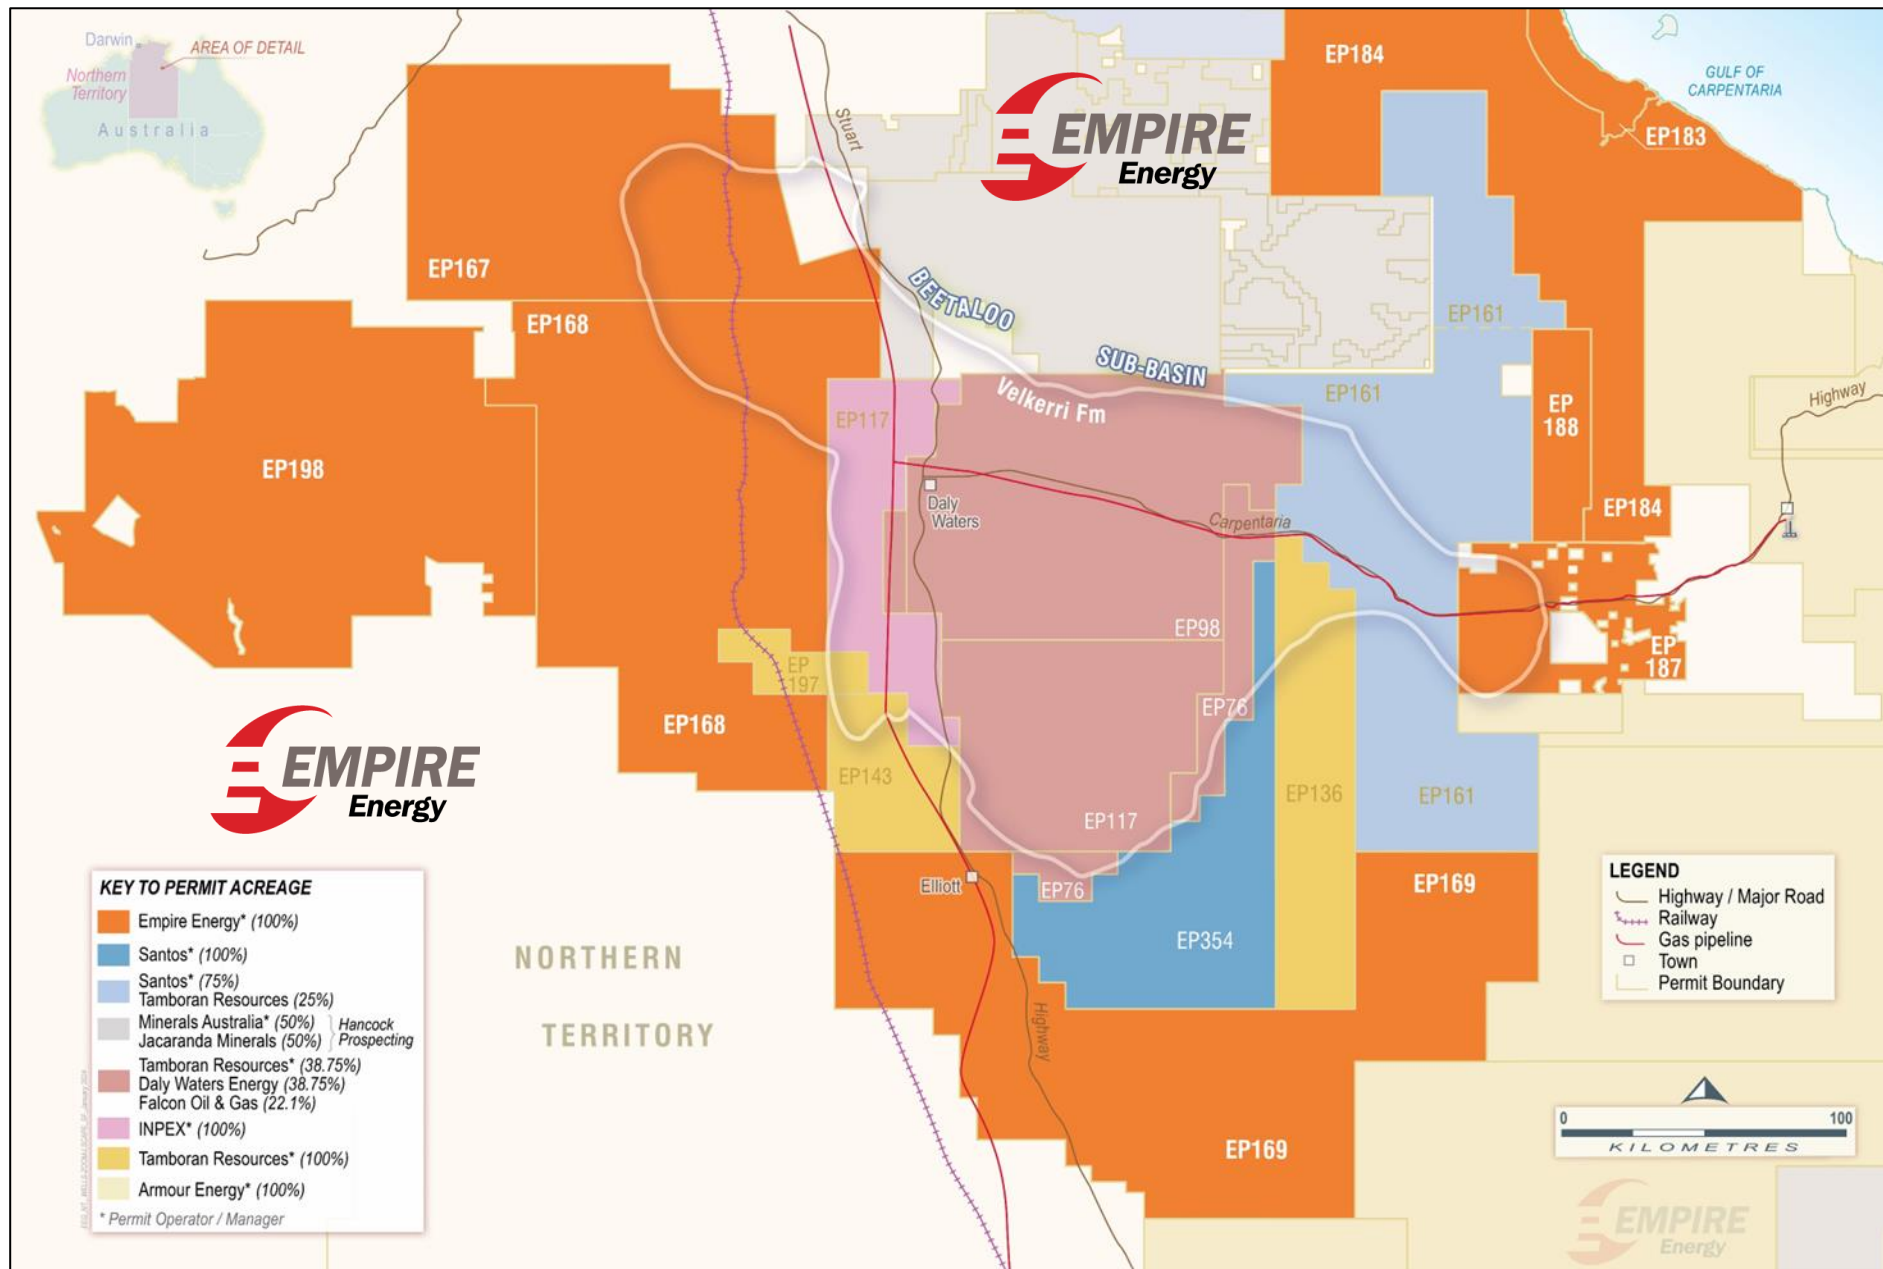 Darwin
AREA OF DETAIL
Northern
Territory
Australia
Stuart
EMPIRE
Energy
EP184
GULF OF
CARPENTARIA
EP183
EP167
EP168
BEETALOO
SUB-BASIN
Velkerri Fm
EP161
EP161
EP
188
Highway
EP117
EP198
Daly
Waters
Carpentaria
EP184
EP98
EP
197
EP
187
EP168
EP76
EMPIRE
Energy
EP143
EP136
EP161
EP117
Elliott
EP76
EP169
EP354
NORTHERN
TERRITORY
Highway
EP169
KEY TO PERMIT ACREAGE
Empire Energy* (100%)
Santos* (100%)
Santos* (75%)
Tamboran Resources (25%)
Minerals Australia* (50%)
Jacaranda Minerals (50%)
Hancock
Prospecting
Tamboran Resources* (38.75%)
Daly Waters Energy (38.75%)
Falcon Oil & Gas (22.1%)
INPEX* (100%)
Tamboran Resources* (100%)
Armour Energy* (100%)
* Permit Operator / Manager
LEGEND
Highway / Major Road
Railway
Gas pipeline
Town
Permit Boundary
0 100
KILOMETRES
EMPIRE
Energy